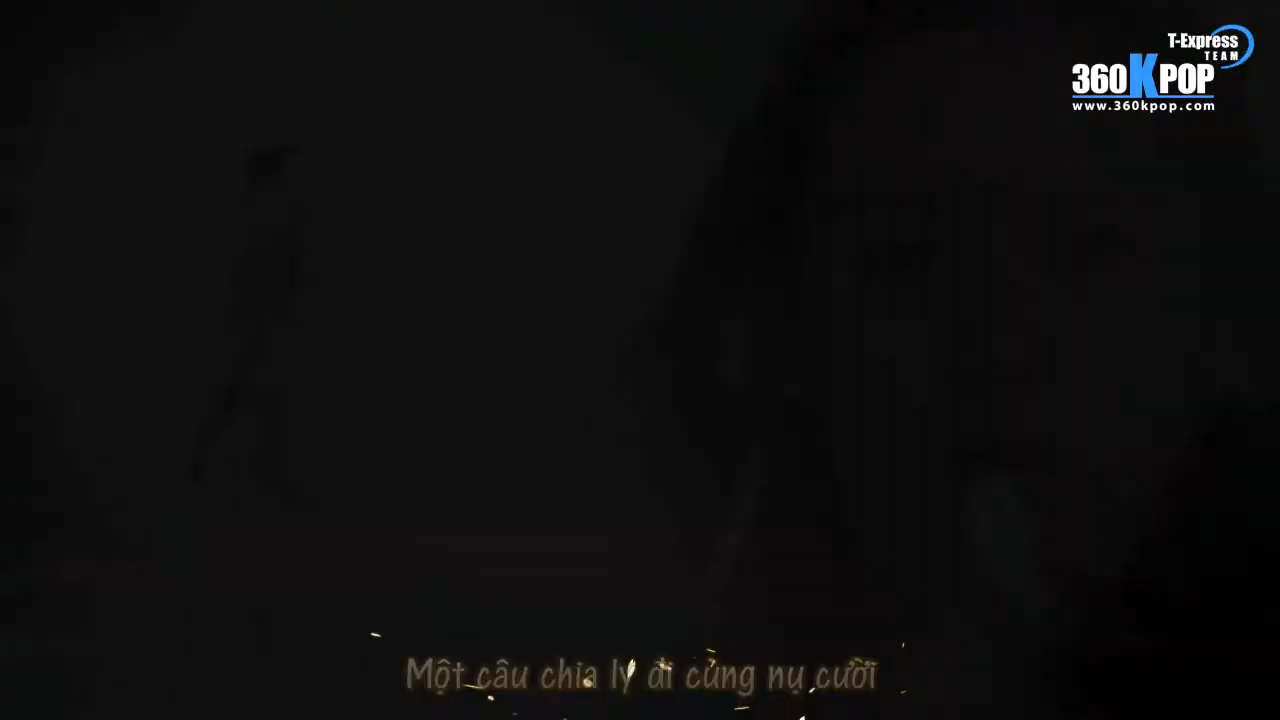 T-Express
TEAM
360KPOP
www.360kpop.com
Một câu chia ly đi cùng nụ cười